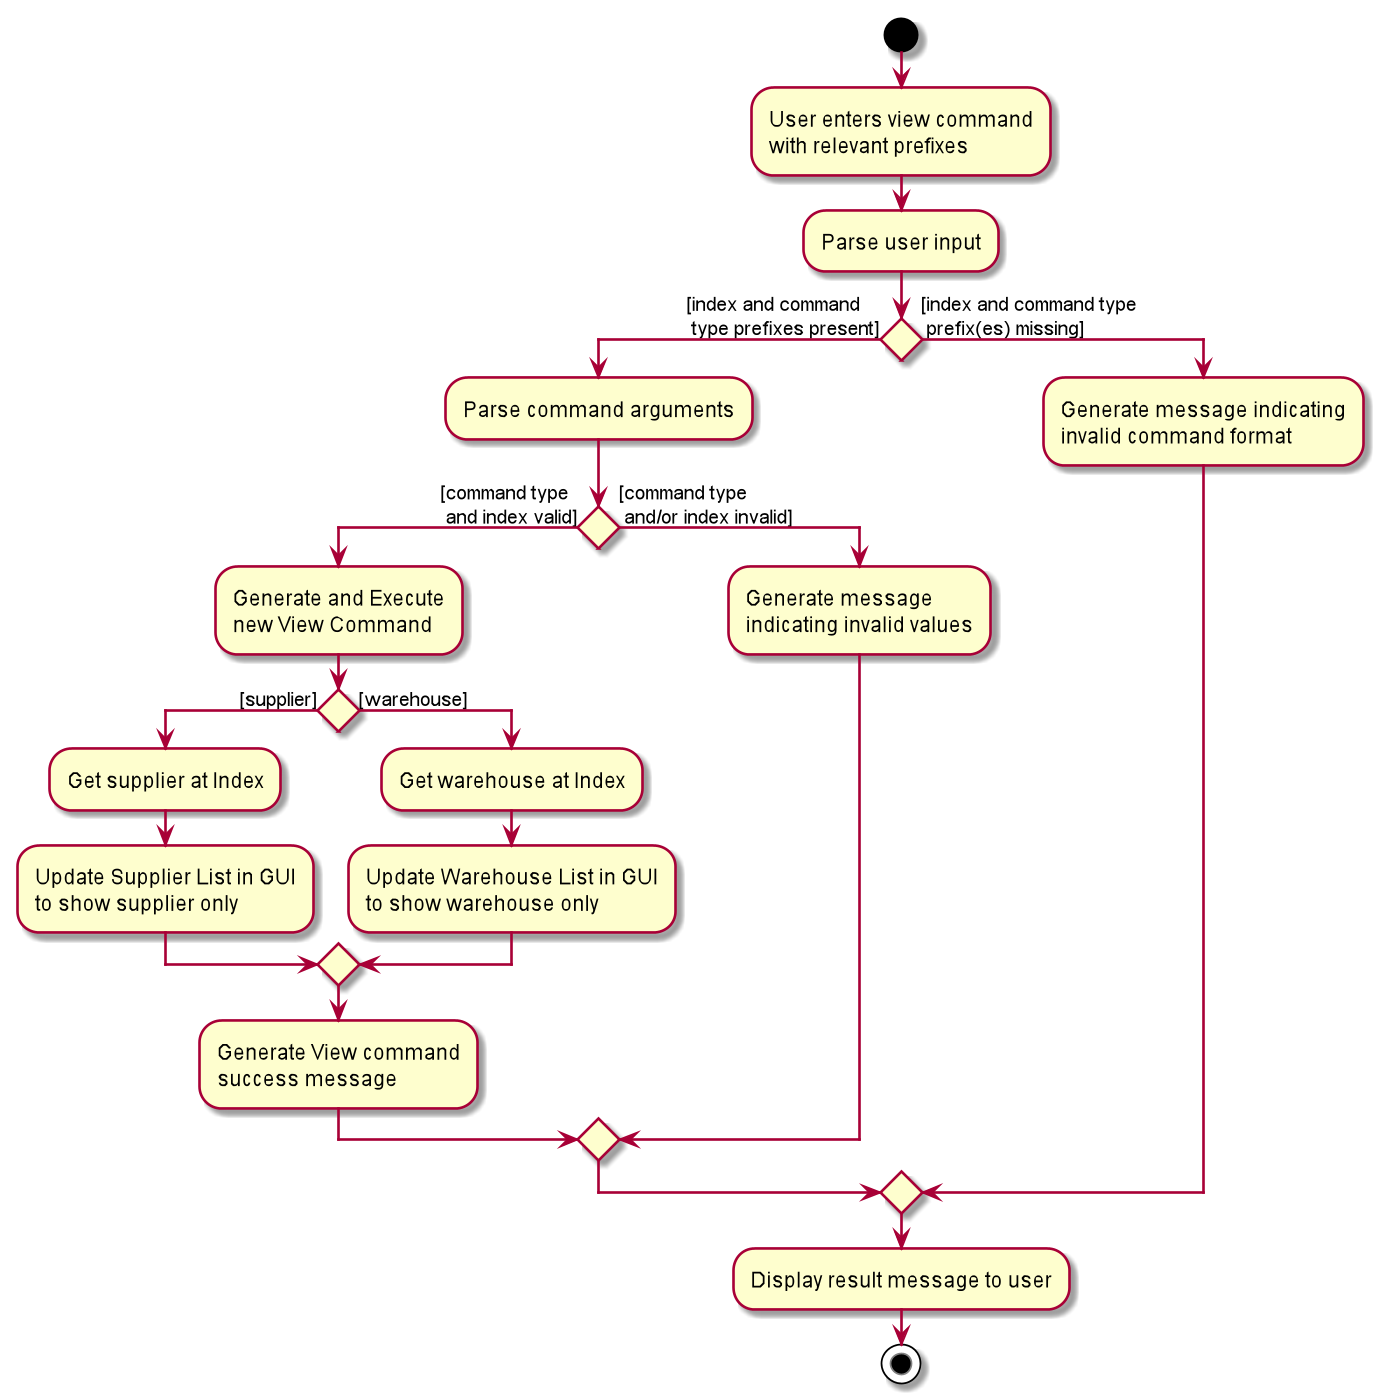 User enters view command
with relevant prefixes
Parse user input
[index and command
type prefixes present]
[index and command type
prefix(es) missing]
Parse command arguments
Generate message indicating
invalid command format
[command type
and index valid]
[command type
and/or index invalid]
Generate and Execute
new View Command
Generate message
indicating invalid values
[supplier]
[warehouse]
Get supplier at Index
Get warehouse at Index
Update Supplier List in GUI
to show supplier only
Update Warehouse List in GUI
to show warehouse only
Generate View command
success message
Display result message to user